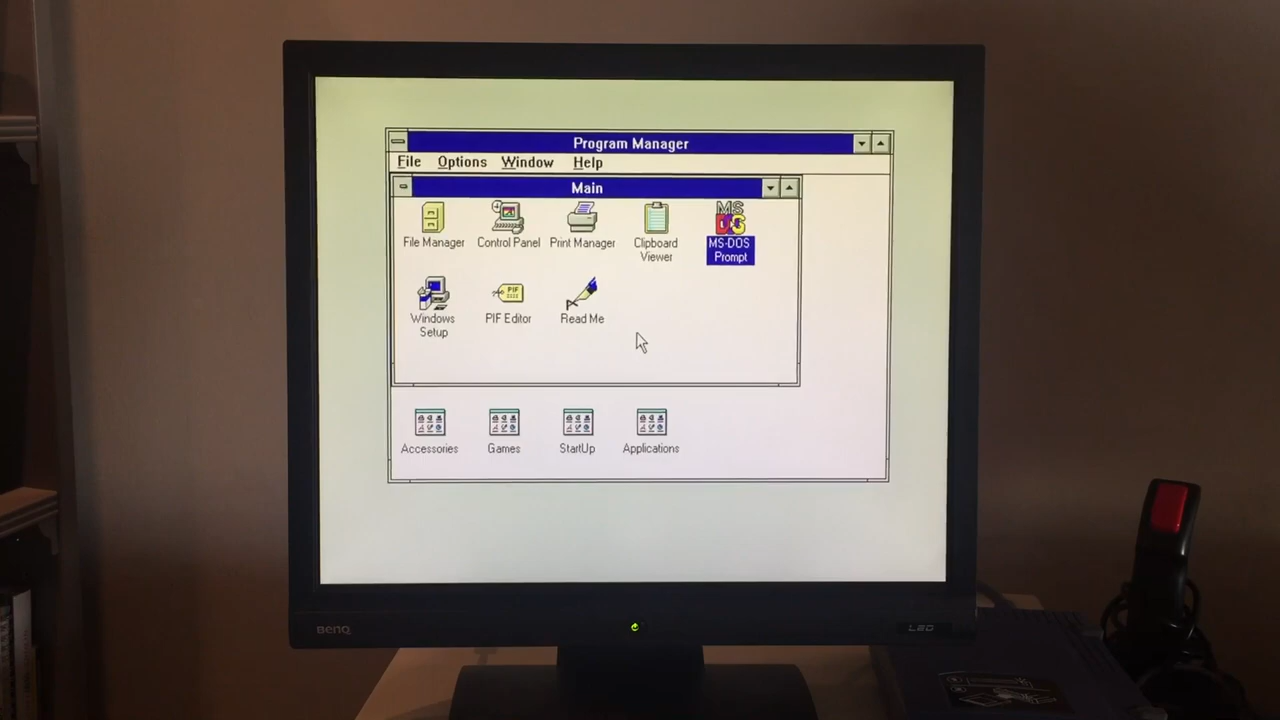 Program Manager
File Options Window Help
Main
File Manager
Control Panel
Print Manager
Clipboard
Viewer
MS
DOS
MS-DOS
Prompt
Windows
Setup
PIF
PIF Editor
Read Me
Accessories
Games
StartUp
Applications
BenQ
LED